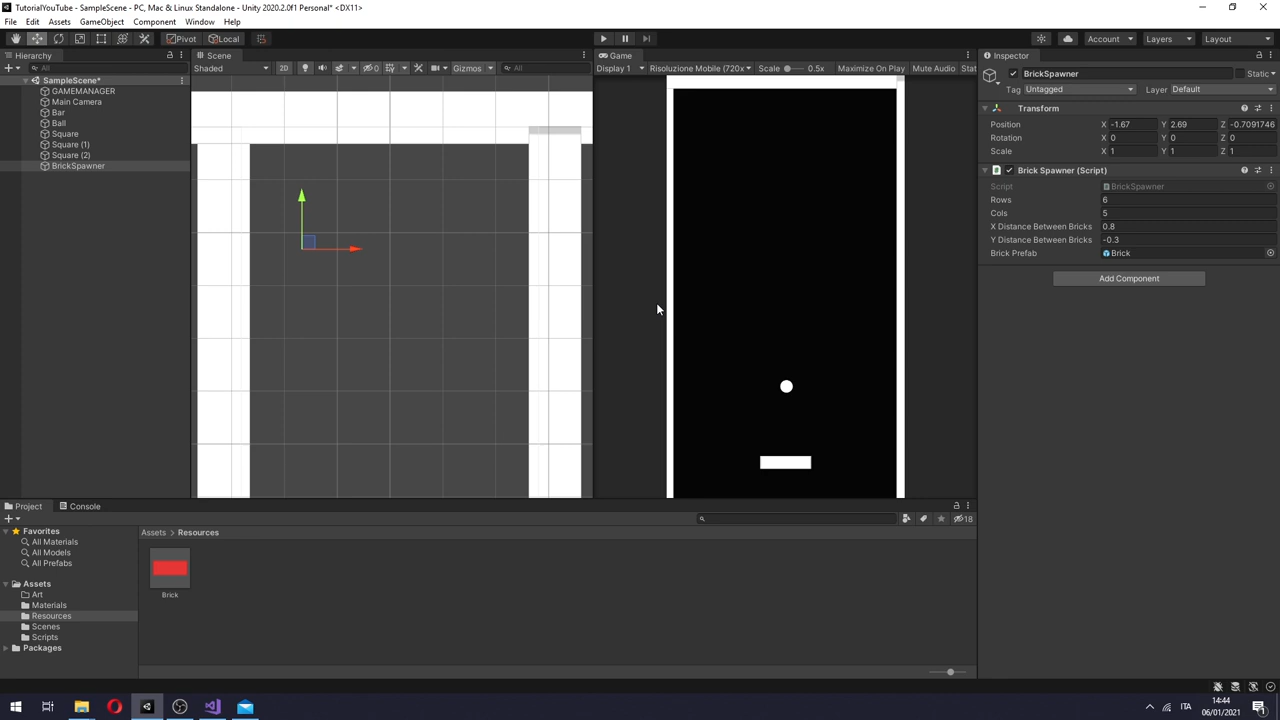 TutorialYouTube - SampleScene - PC, Mac & Linux Standalone - Unity 2020.2.0f1 Personal* <DX11>
File Edit Assets GameObject Component Window Help
Pivot Local Account Layers Layout
Hierarchy
All
SampleScene*
GAMEMANAGER
Main Camera
Bar
Ball
Square
Square (1)
Square (2)
BrickSpawner
Scene
Shaded 2D 0 Gizmos All
Game
Display 1 Risoluzione Mobile (720x Scale 0.5x Maximize On Play Mute Audio Stat
Inspector
BrickSpawner Static
Tag Untagged Layer Default
Transform
Position X -1.67 Y 2.69 Z -0.7091746
Rotation X 0 Y 0 Z 0
Scale X 1 Y 1 Z 1
Brick Spawner (Script)
Script BrickSpawner
Rows 6
Cols 5
X Distance Between Bricks 0.8
Y Distance Between Bricks -0.3
Brick Prefab Brick
Add Component
Project Console
18
Favorites
All Materials
All Models
All Prefabs
Assets
Art
Materials
Resources
Scenes
Scripts
Packages
Assets > Resources
Brick
ITA
14:44
06/01/2021
1